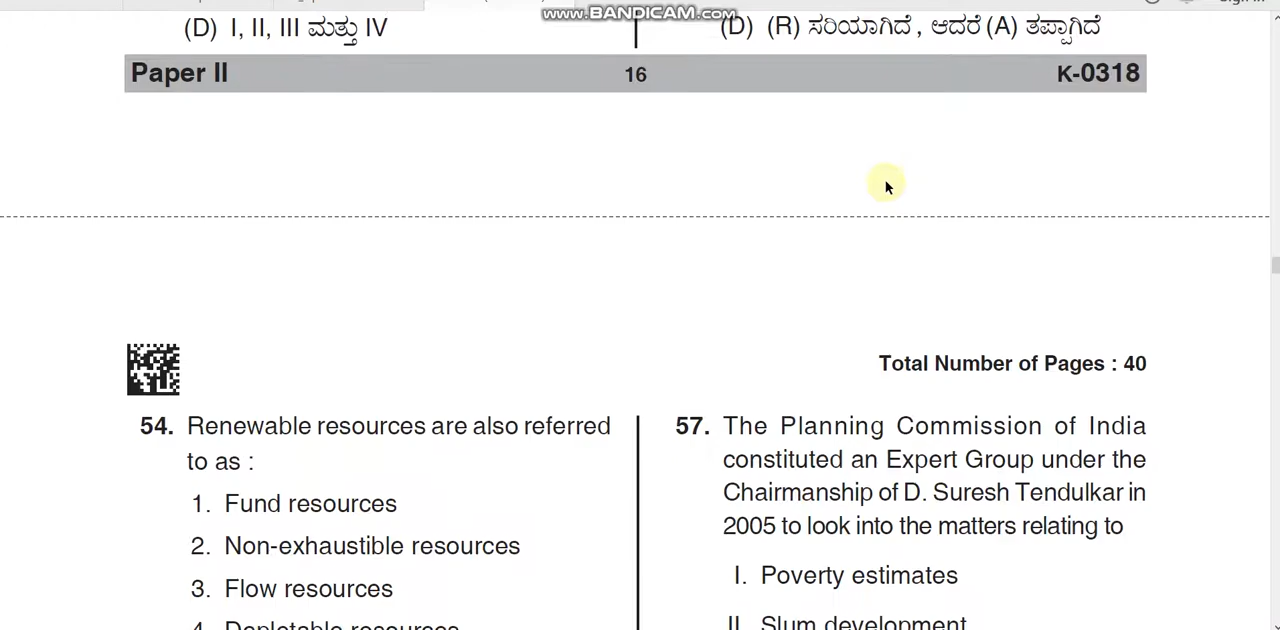 www.BANDICAM.com
(D) I, II, III ಮತ್ತು IV
(D) (R) ಸರಿಯಾಗಿದೆ, ಆದರೆ (A) ತಪ್ಪಾಗಿದೆ
Paper II 16 K-0318
Total Number of Pages : 40
54. Renewable resources are also referred
to as :
1. Fund resources
2. Non-exhaustible resources
3. Flow resources
4. Depletable resources
57. The Planning Commission of India
constituted an Expert Group under the
Chairmanship of D. Suresh Tendulkar in
2005 to look into the matters relating to
I. Poverty estimates
II. Slum development